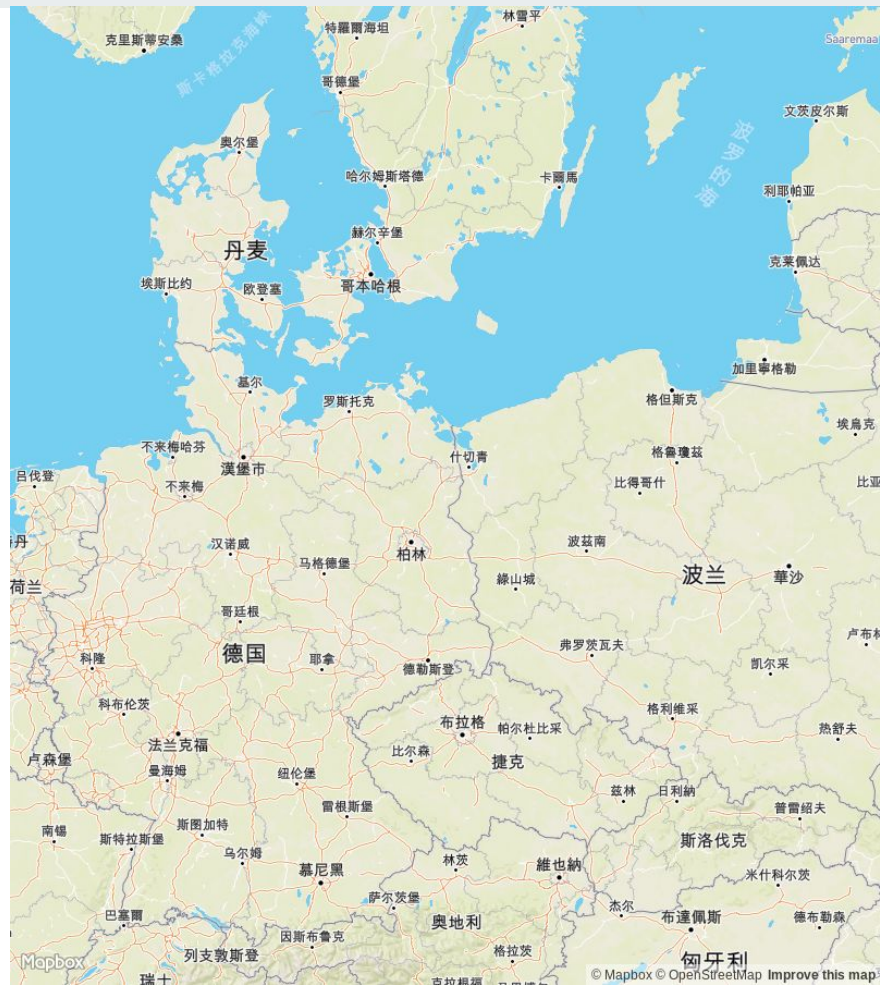 林雪平
特羅爾海坦
克里斯蒂安桑
Saaremaa
斯卡格拉克海峡
哥德堡
文茨皮尔斯
奥尔堡
波罗的海
哈尔姆斯塔德
卡爾馬
利耶帕亚
赫尔辛堡
丹麦
克莱佩达
哥本哈根
埃斯比约
欧登塞
加里寧格勒
基尔
格但斯克
罗斯托克
埃烏克
不来梅哈芬
格鲁瓊兹
什切青
漢堡市
吕伐登
比得哥什
比亚
不来梅
丹
汉诺威
波茲南
柏林
马格德堡
波兰
華沙
荷兰
綠山城
哥廷根
卢布林
弗罗茨瓦夫
德国
科隆
耶拿
德勒斯登
凯尔采
科布伦茨
格利维采
布拉格
帕尔杜比采
热舒夫
法兰克福
比尔森
卢森堡
捷克
曼海姆
纽伦堡
兹林
日利納
雷根斯堡
普雷绍夫
斯图加特
南锡
斯特拉斯堡
斯洛伐克
乌尔姆
林茨
慕尼黑
維也納
米什科尔茨
萨尔茨堡
杰尔
巴塞爾
奥地利
布達佩斯
德布勒森
因斯布鲁克
列支敦斯登
格拉茨
匈牙利
Mapbox
瑞士
© Mapbox © OpenStreetMap Improve this map